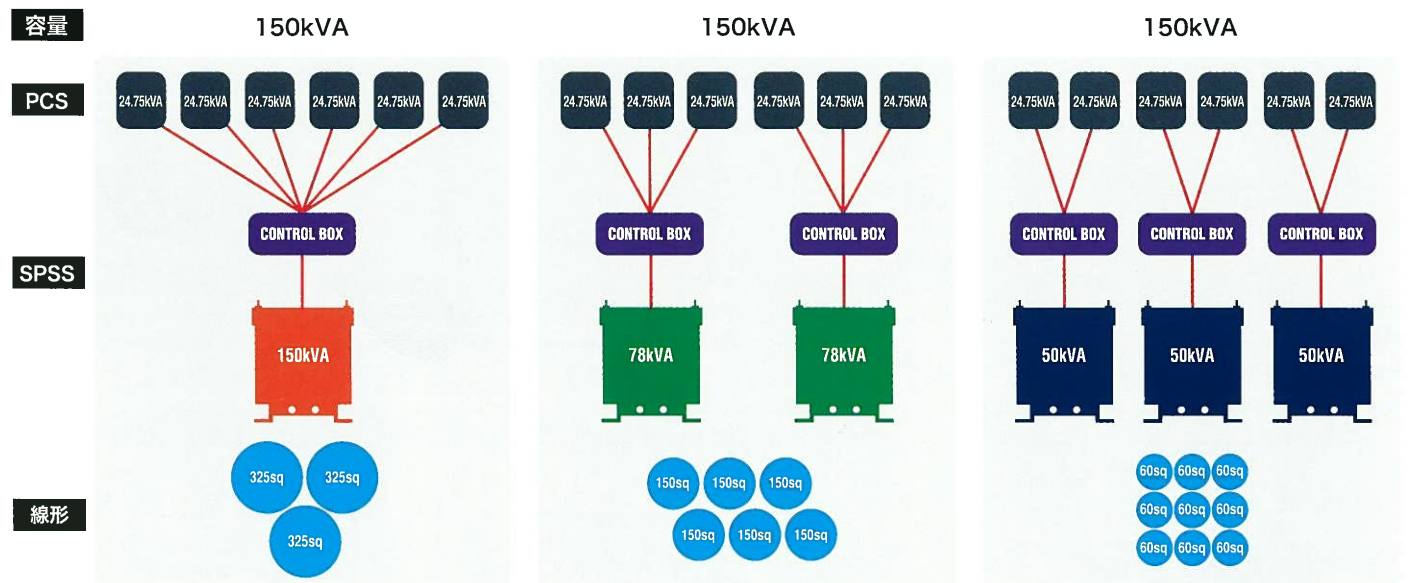 容量
150kVA
150kVA
150kVA
PCS
24.75kVA 24.75kVA 24.75kVA 24.75kVA 24.75kVA 24.75kVA
24.75kVA 24.75kVA 24.75kVA 24.75kVA 24.75kVA 24.75kVA
24.75kVA 24.75kVA 24.75kVA 24.75kVA 24.75kVA 24.75kVA
SPSS
CONTROL BOX
CONTROL BOX CONTROL BOX
CONTROL BOX CONTROL BOX CONTROL BOX
150kVA
78kVA 78kVA
50kVA 50kVA 50kVA
線形
325sq 325sq
325sq
150sq 150sq 150sq
150sq 150sq 150sq
60sq 60sq 60sq
60sq 60sq 60sq
60sq 60sq 60sq